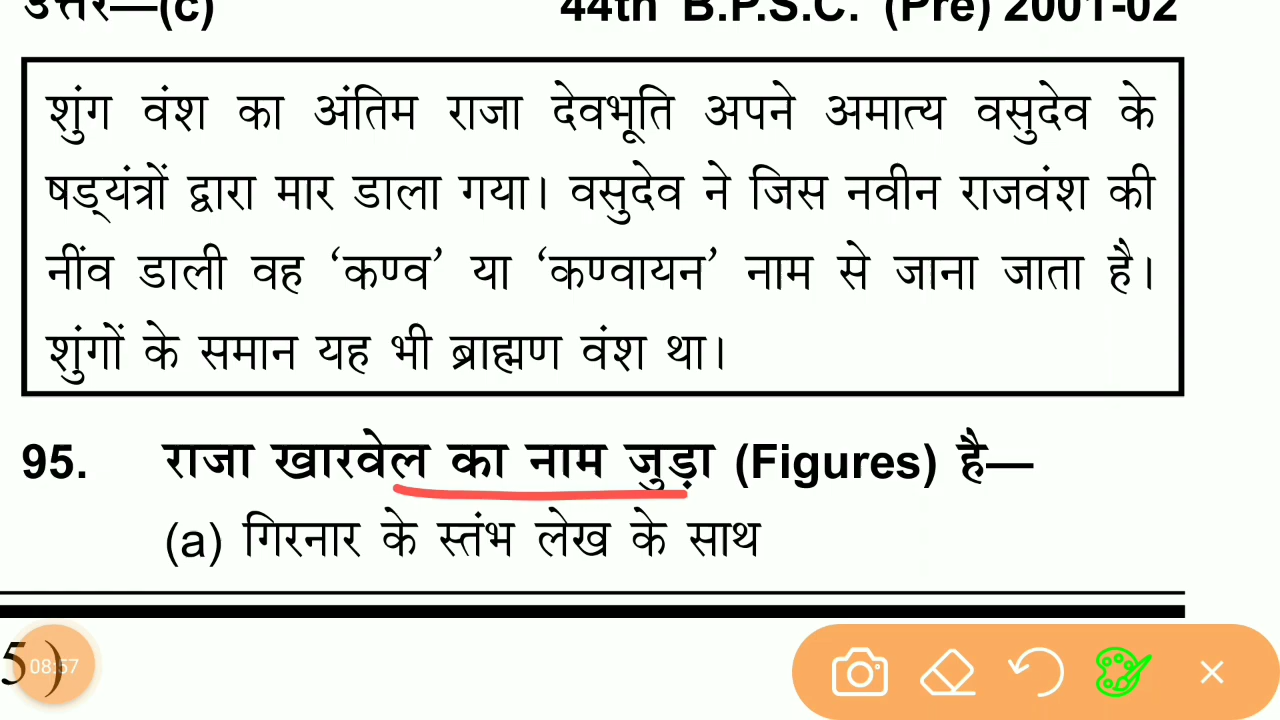 उत्तर—(c) 44th B.P.S.C. (Pre) 2001-02
शुंग वंश का अंतिम राजा देवभूति अपने अमात्य वसुदेव के
षड्यंत्रों द्वारा मार डाला गया। वसुदेव ने जिस नवीन राजवंश की
नींव डाली वह ‘कण्व’ या ‘कण्वायन’ नाम से जाना जाता है।
शुंगों के समान यह भी ब्राह्मण वंश था।
95. राजा खारवेल का नाम जुड़ा (Figures) है—
(a) गिरनार के स्तंभ लेख के साथ
5)
08:57